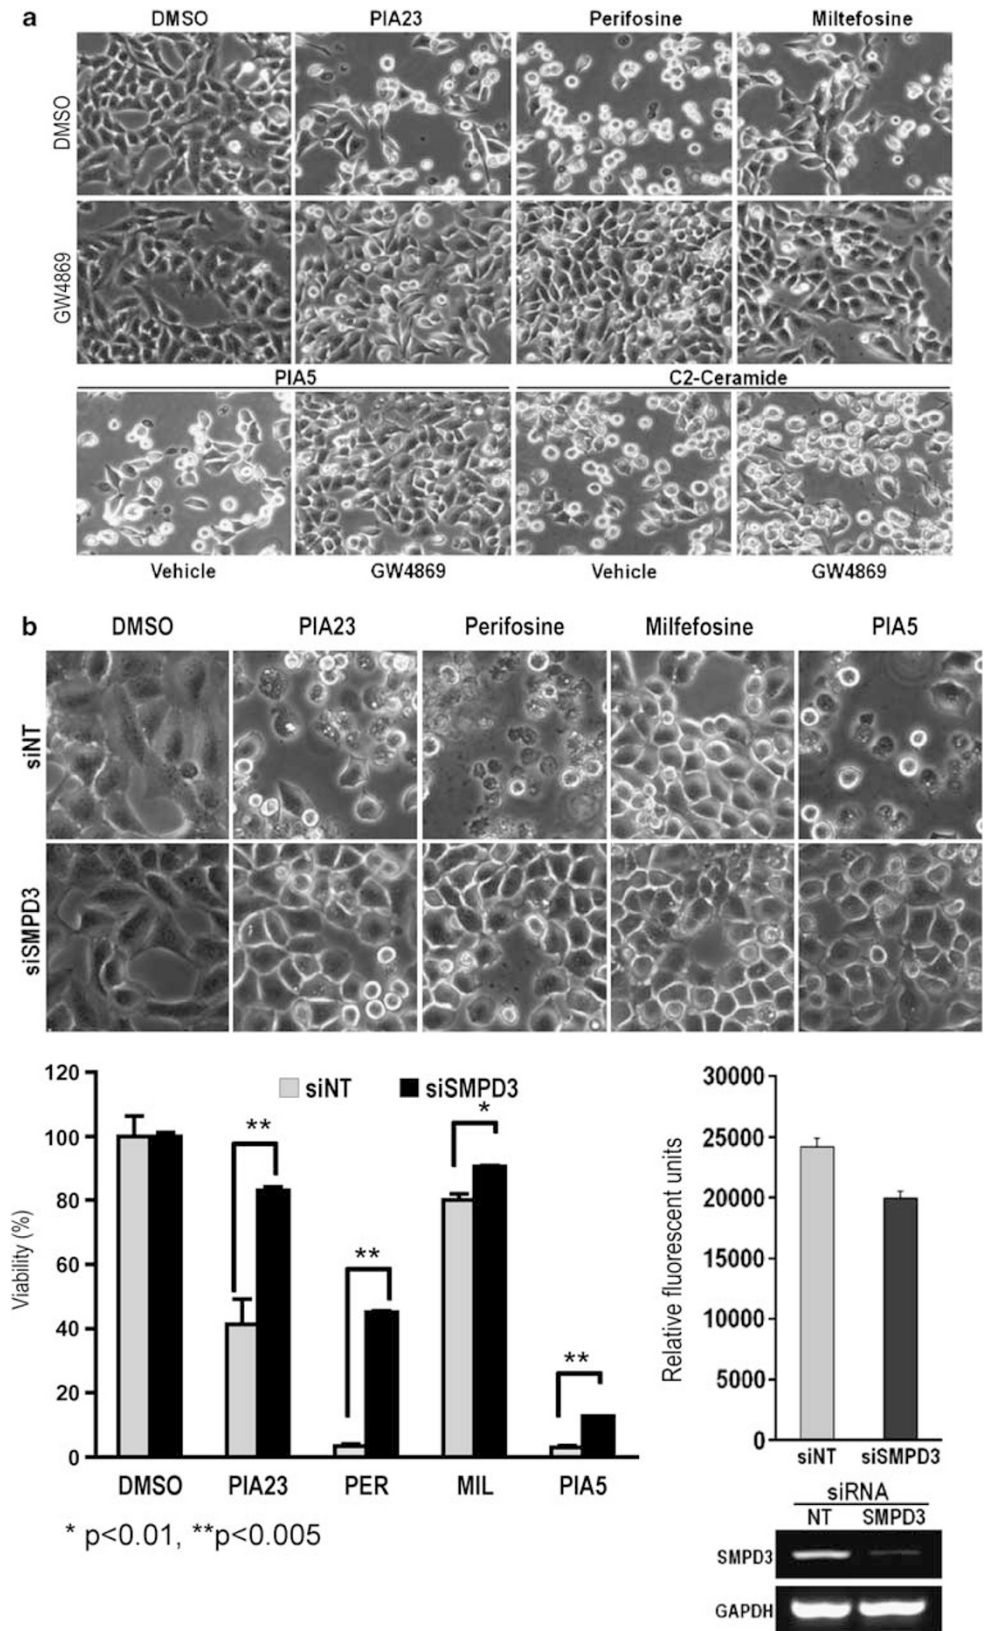 a
DMSO PIA23 Perifosine Miltefosine
DMSO
GW4869
PIA5 C2-Ceramide
Vehicle GW4869 Vehicle GW4869
b
DMSO PIA23 Perifosine Milfefosine PIA5
siNT
siSMPD3
120
100
80
60
40
20
0
Viability (%)
siNT siSMPD3
**
**
*
**
DMSO PIA23 PER MIL PIA5
* p<0.01, **p<0.005
30000
25000
20000
15000
10000
5000
0
Relative fluorescent units
siNT siSMPD3
siRNA
NT SMPD3
SMPD3
GAPDH